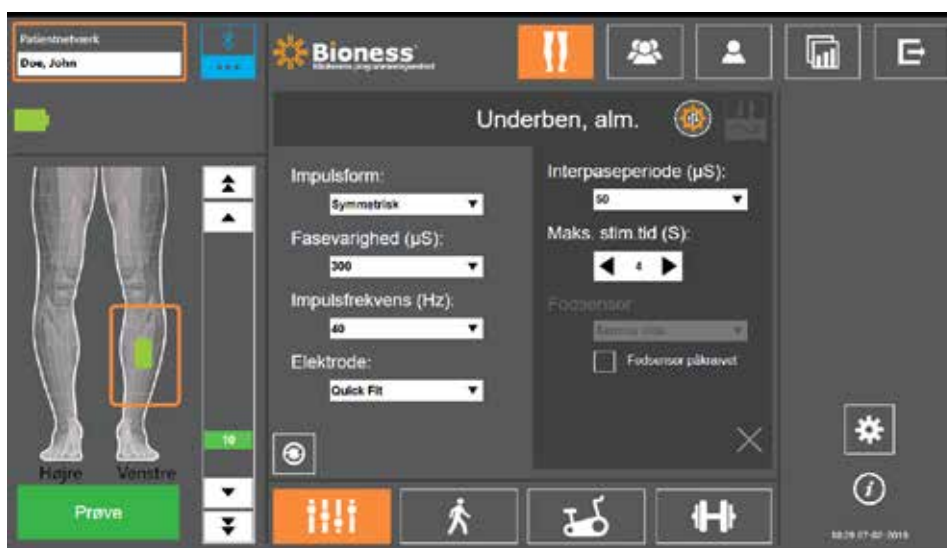 Patientnetværk
Doe, John
Bioness
Underben, alm.
Impulsform:
Symmetrisk
Fasevarighed (µS):
300
Impulsfrekvens (Hz):
40
Elektrode:
Quick Fit
Interpaseperiode (µS):
50
Maks. stim.tid (S):
4
Fodsensor:
Fodsensor påkrævet
10
Højre
Venstre
Prøve